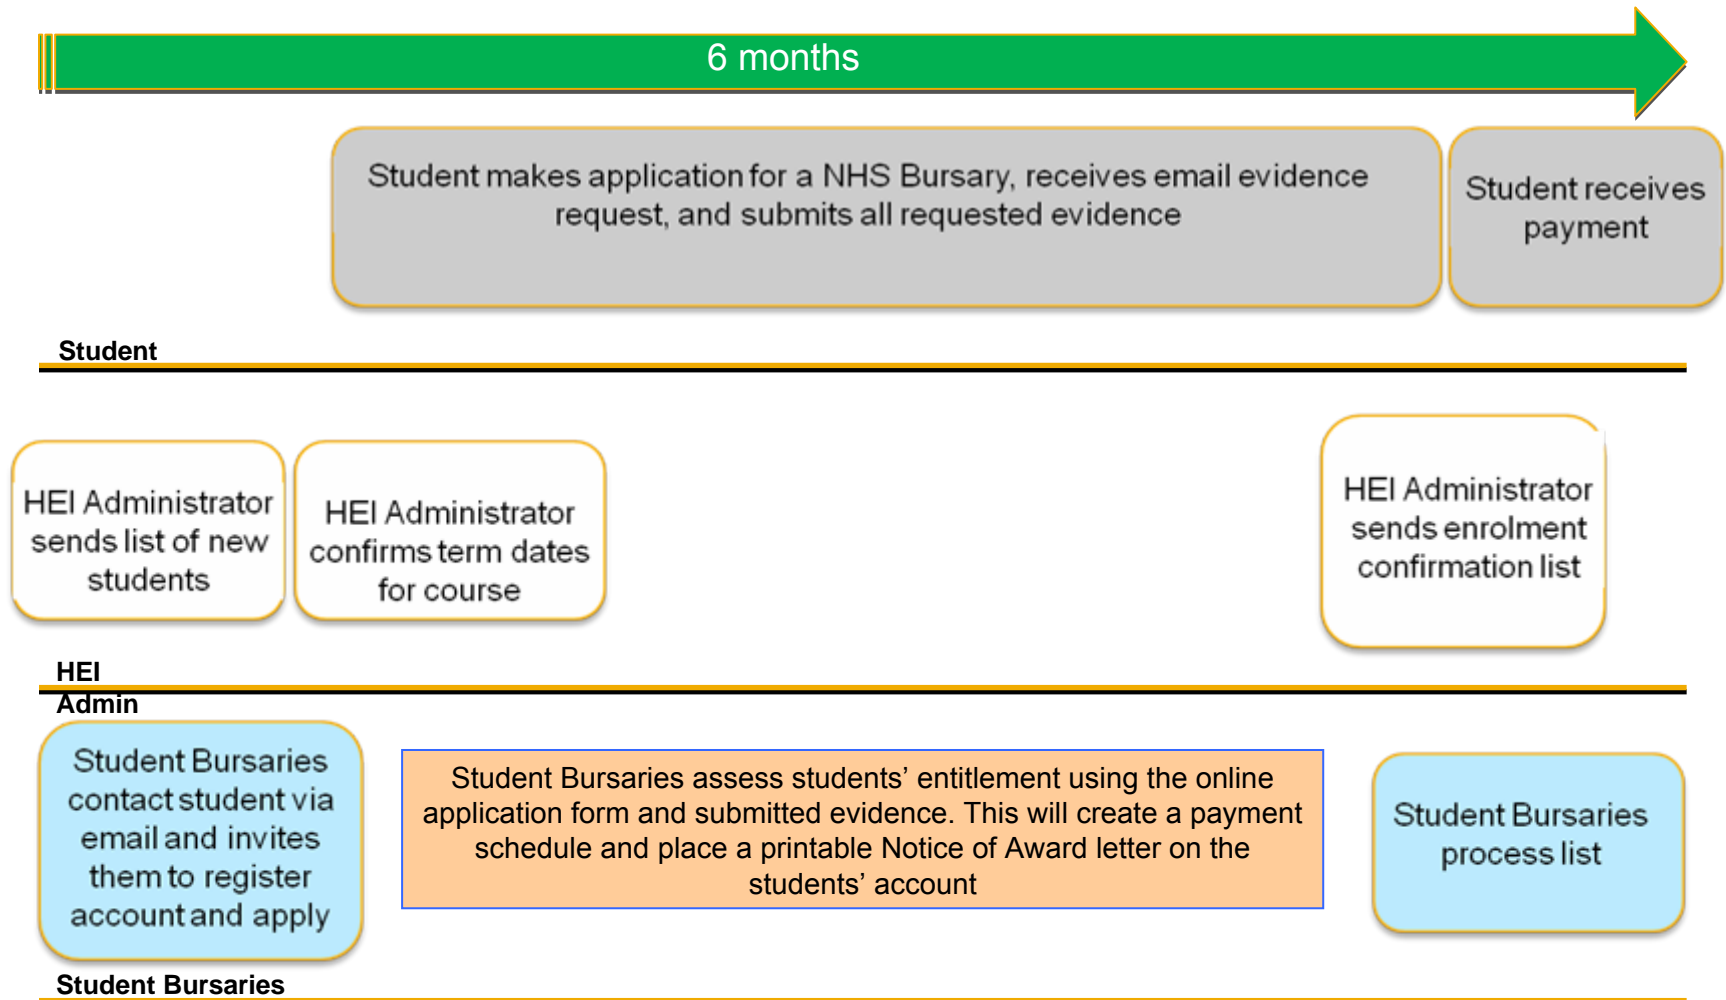 6 months
Student makes application for a NHS Bursary, receives email evidence
request, and submits all requested evidence
Student receives
payment
Student
HEI Administrator
sends list of new
students
HEI Administrator
confirms term dates
for course
HEI Administrator
sends enrolment
confirmation list
HEI
Admin
Student Bursaries
contact student via
email and invites
them to register
account and apply
Student Bursaries assess students’ entitlement using the online
application form and submitted evidence. This will create a payment
schedule and place a printable Notice of Award letter on the
students’ account
Student Bursaries
process list
Student Bursaries